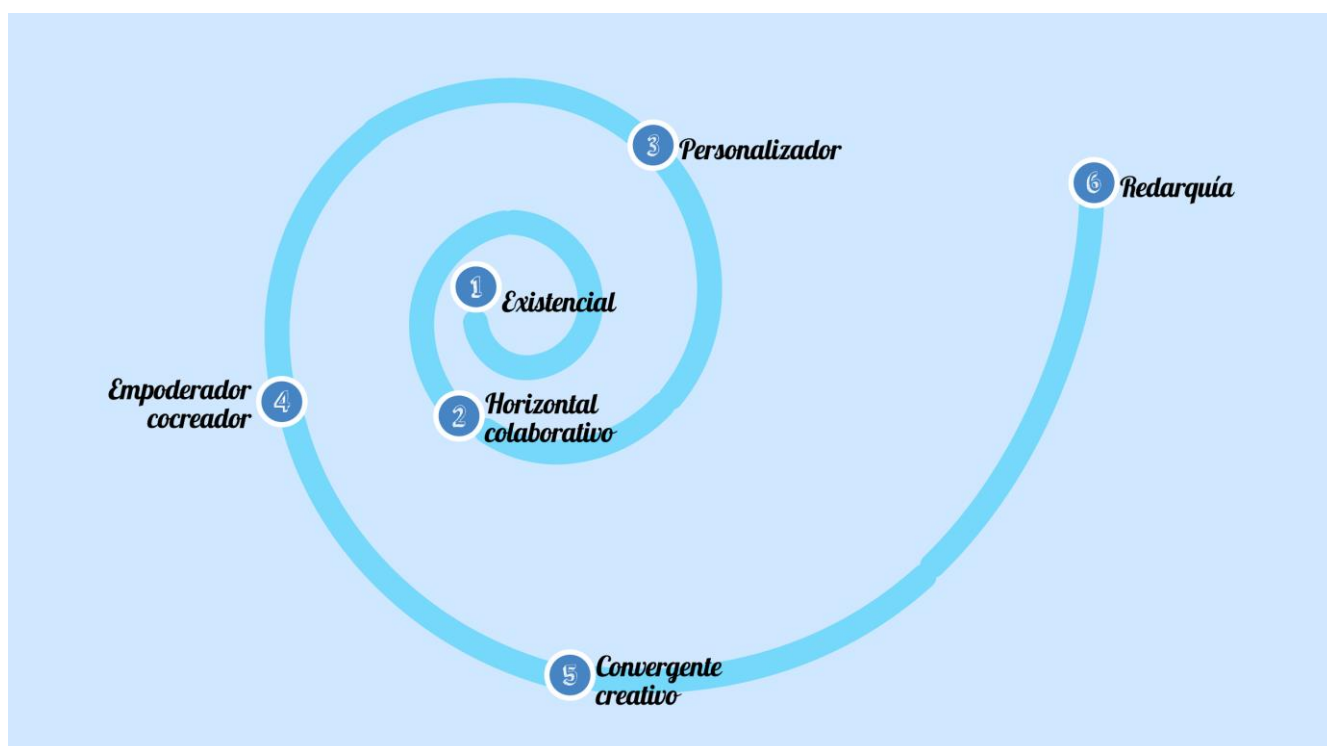 1
Existencial
2
Horizontal
colaborativo
3
Personalizador
4
Empoderador
cocreador
5
Convergente
creativo
6
Redarquía